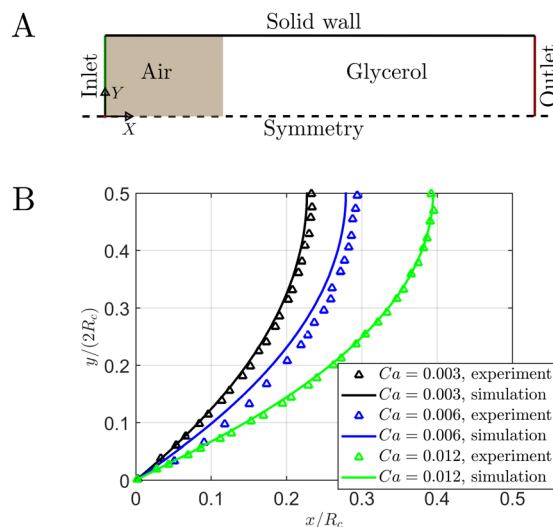 A
Solid wall
Inlet
Air
Glycerol
Outlet
Y
X
Symmetry
B
0.5
0.4
0.3
0.2
0.1
0
y/(2R_c)
Ca = 0.003, experiment
Ca = 0.003, simulation
Ca = 0.006, experiment
Ca = 0.006, simulation
Ca = 0.012, experiment
Ca = 0.012, simulation
0 0.1 0.2 0.3 0.4 0.5
x/R_c